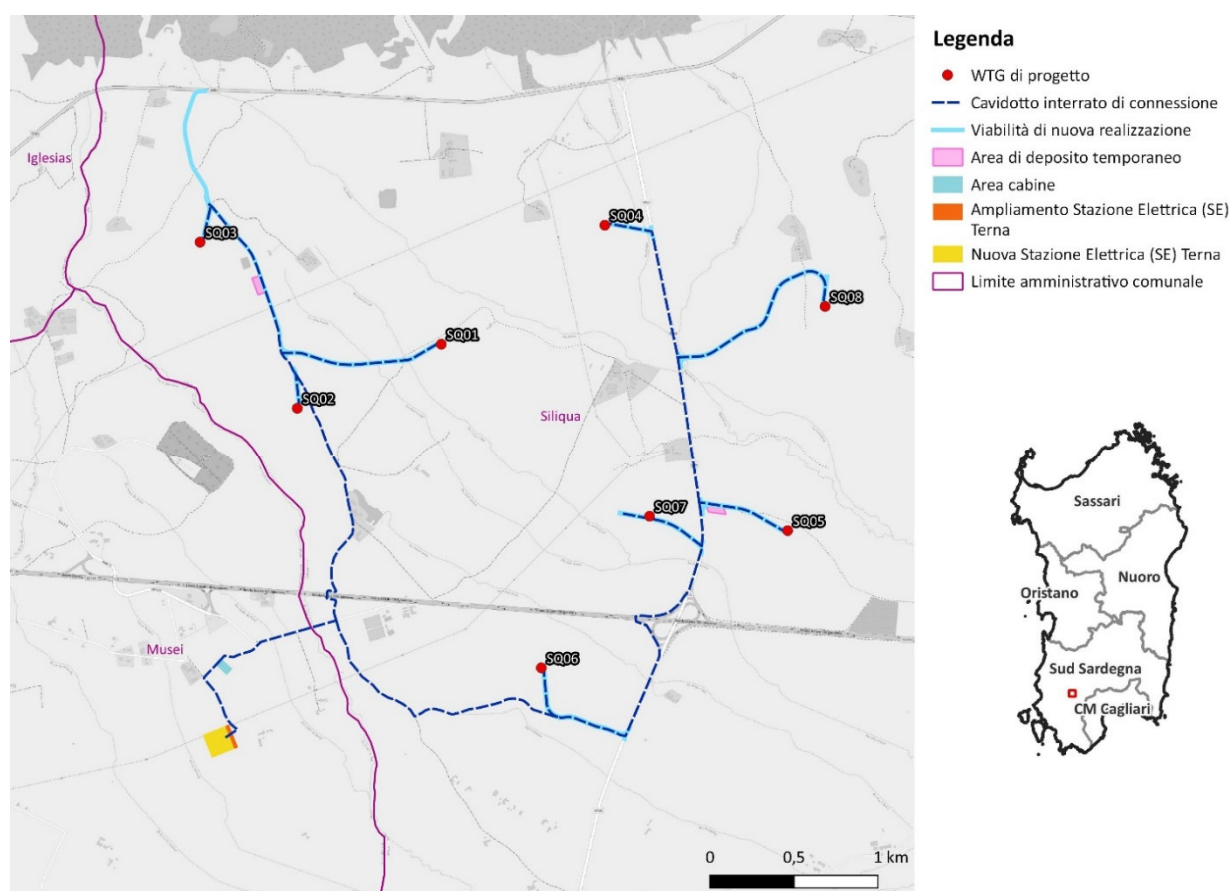 Legenda
WTG di progetto
Cavidotto interrato di connessione
Viabilità di nuova realizzazione
Area di deposito temporaneo
Area cabine
Ampliamento Stazione Elettrica (SE)
Terna
Nuova Stazione Elettrica (SE) Terna
Limite amministrativo comunale
Iglesias
SQ03
SQ04
SQ08
SQ01
SQ02
Siliqua
SQ07
SQ05
Musei
SQ06
0 0,5 1 km
Sassari
Nuoro
Oristano
Sud Sardegna
CM Cagliari